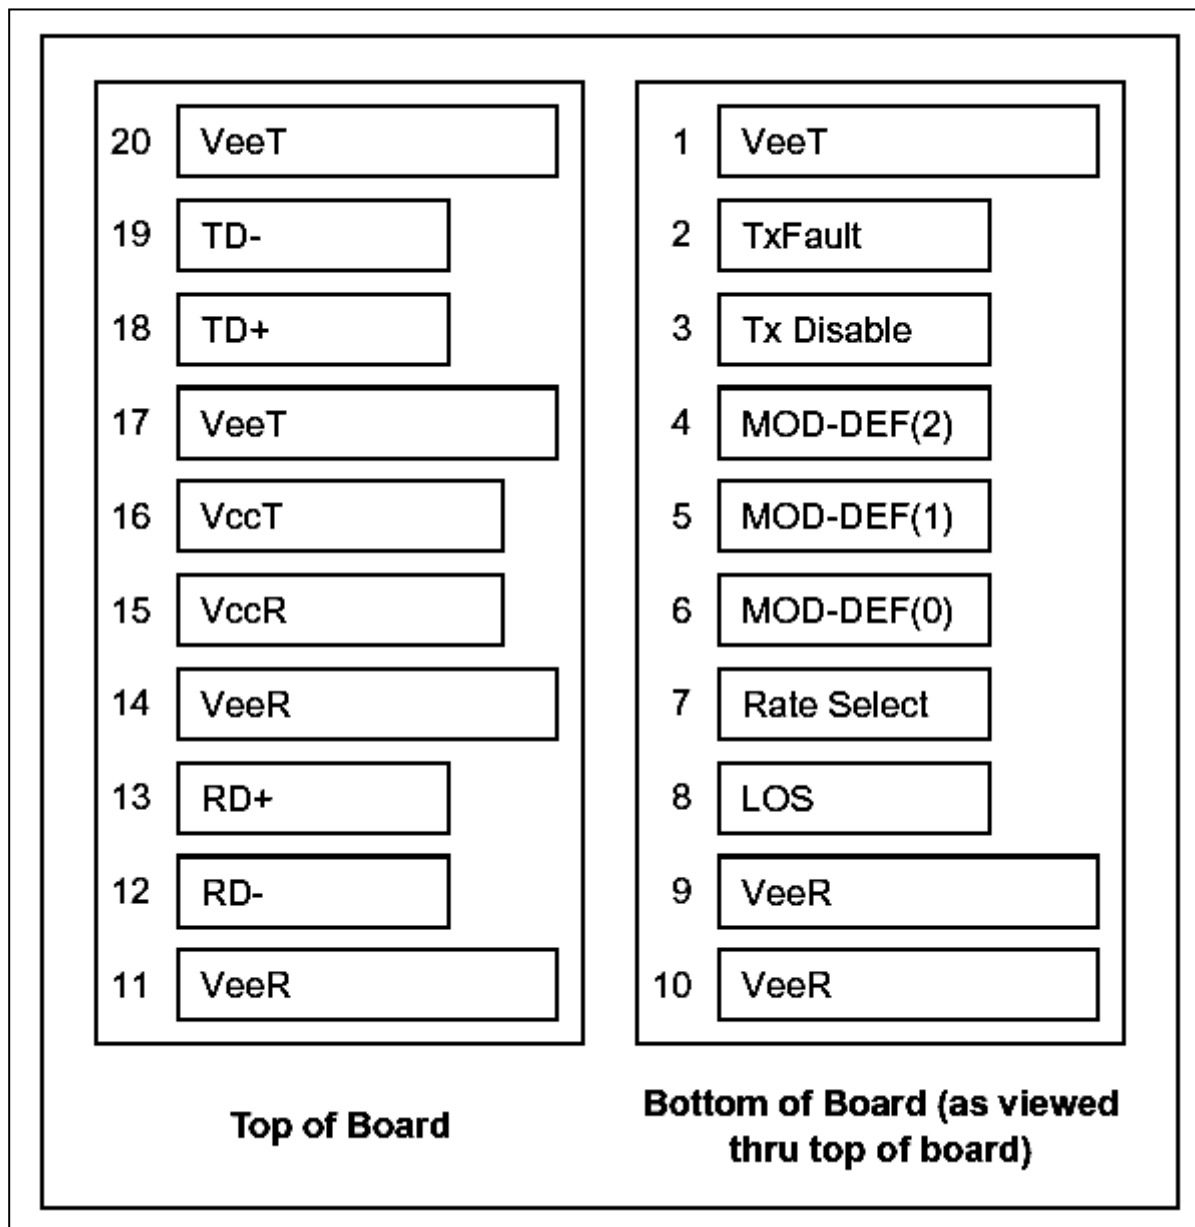 20 VeeT
19 TD-
18 TD+
17 VeeT
16 VccT
15 VccR
14 VeeR
13 RD+
12 RD-
11 VeeR
Top of Board
1 VeeT
2 TxFault
3 Tx Disable
4 MOD-DEF(2)
5 MOD-DEF(1)
6 MOD-DEF(0)
7 Rate Select
8 LOS
9 VeeR
10 VeeR
Bottom of Board (as viewed
thru top of board)